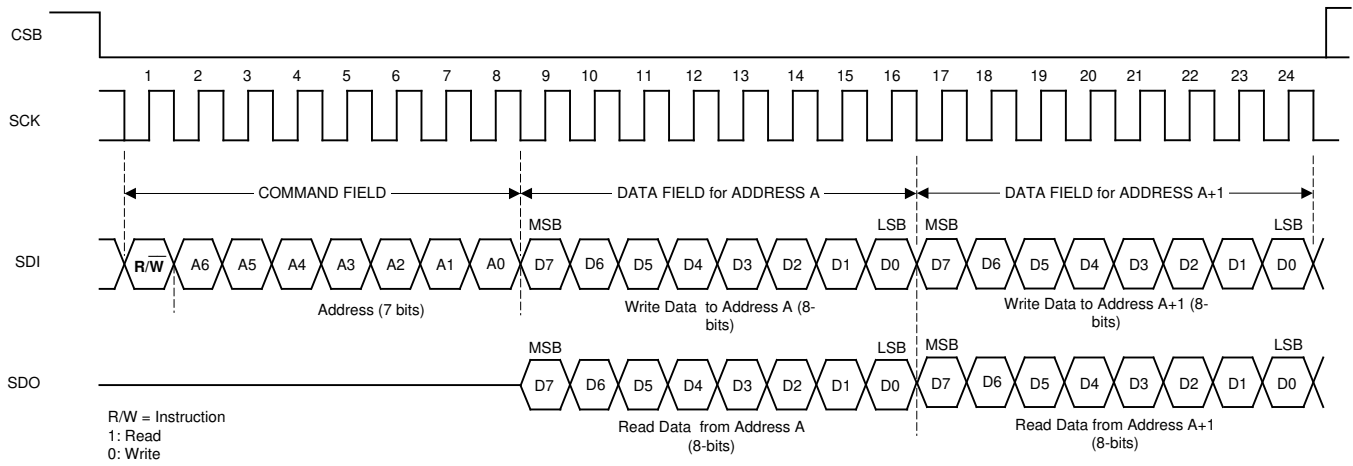 CSB
1 2 3 4 5 6 7 8 9 10 11 12 13 14 15 16 17 18 19 20 21 22 23 24
SCK
COMMAND FIELD DATA FIELD for ADDRESS A DATA FIELD for ADDRESS A+1
MSB LSB MSB LSB
SDI R/W̅ A6 A5 A4 A3 A2 A1 A0 D7 D6 D5 D4 D3 D2 D1 D0 D7 D6 D5 D4 D3 D2 D1 D0
Address (7 bits) Write Data to Address A (8-
bits) Write Data to Address A+1 (8-
bits)
MSB LSB MSB LSB
SDO D7 D6 D5 D4 D3 D2 D1 D0 D7 D6 D5 D4 D3 D2 D1 D0
Read Data from Address A
(8-bits) Read Data from Address A+1
(8-bits)
R/W = Instruction
1: Read
0: Write